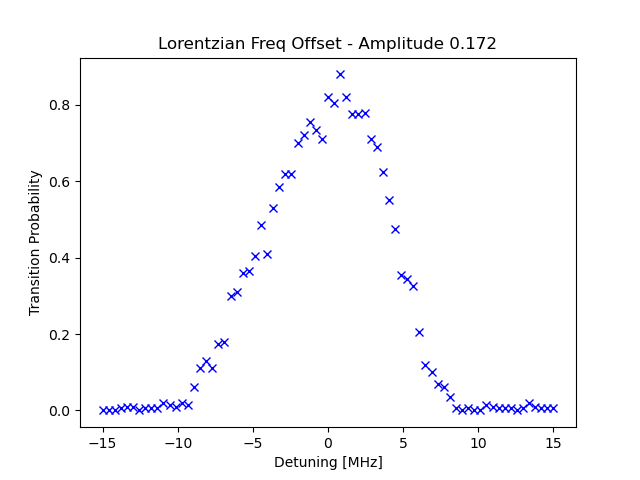 Lorentzian Freq Offset - Amplitude 0.172
Transition Probability
0.8
0.6
0.4
0.2
0.0
−15 −10 −5 0 5 10 15
Detuning [MHz]